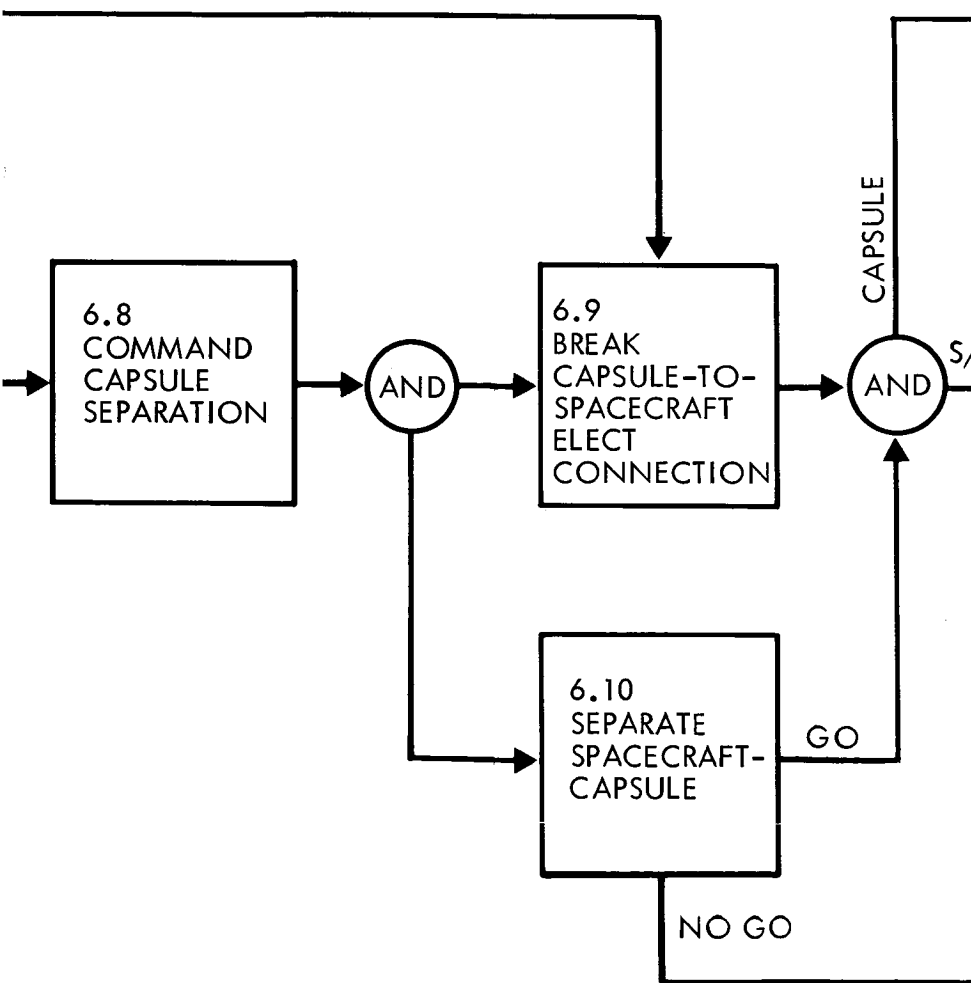 6.8
COMMAND
CAPSULE
SEPARATION
AND
6.9
BREAK
CAPSULE-TO-
SPACECRAFT
ELECT
CONNECTION
CAPSULE
AND
S/
6.10
SEPARATE
SPACECRAFT-
CAPSULE
GO
NO GO